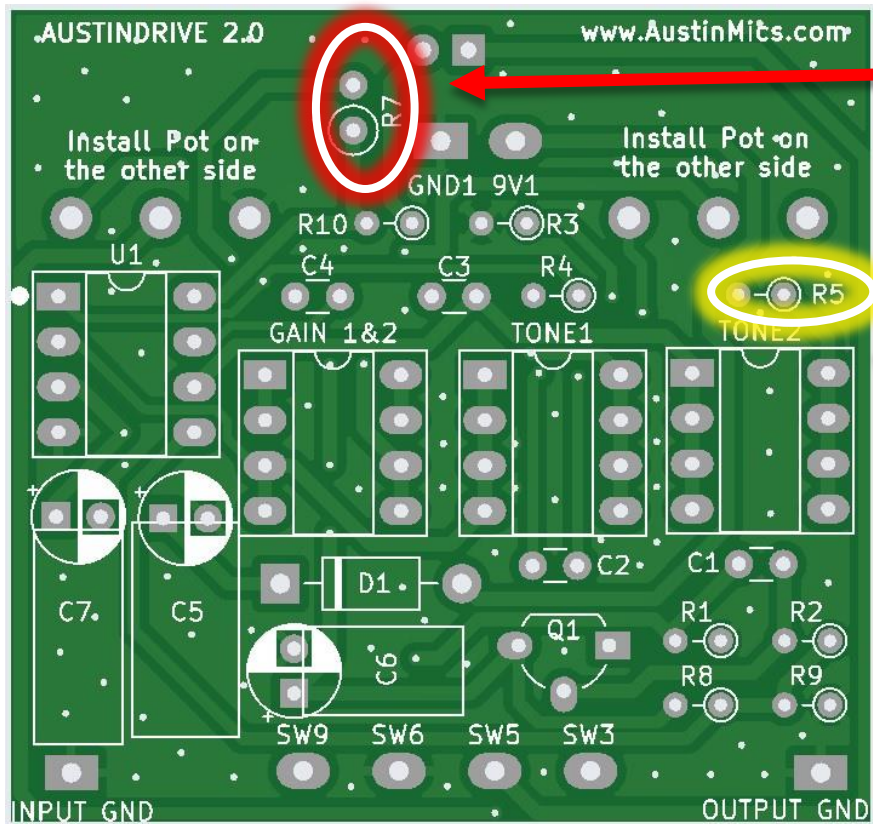 AUSTINDRIVE 2.0
www.AustinMits.com
R7
Install Pot on
the other side
Install Pot on
the other side
GND1 9V1
R10
R3
U1
C4
C3
R4
R5
GAIN 1&2
TONE1
TONE2
+
+
D1
C2
C1
C7
C5
C6
+
Q1
R1
R2
R8
R9
SW9
SW6
SW5
SW3
INPUT GND
OUTPUT GND